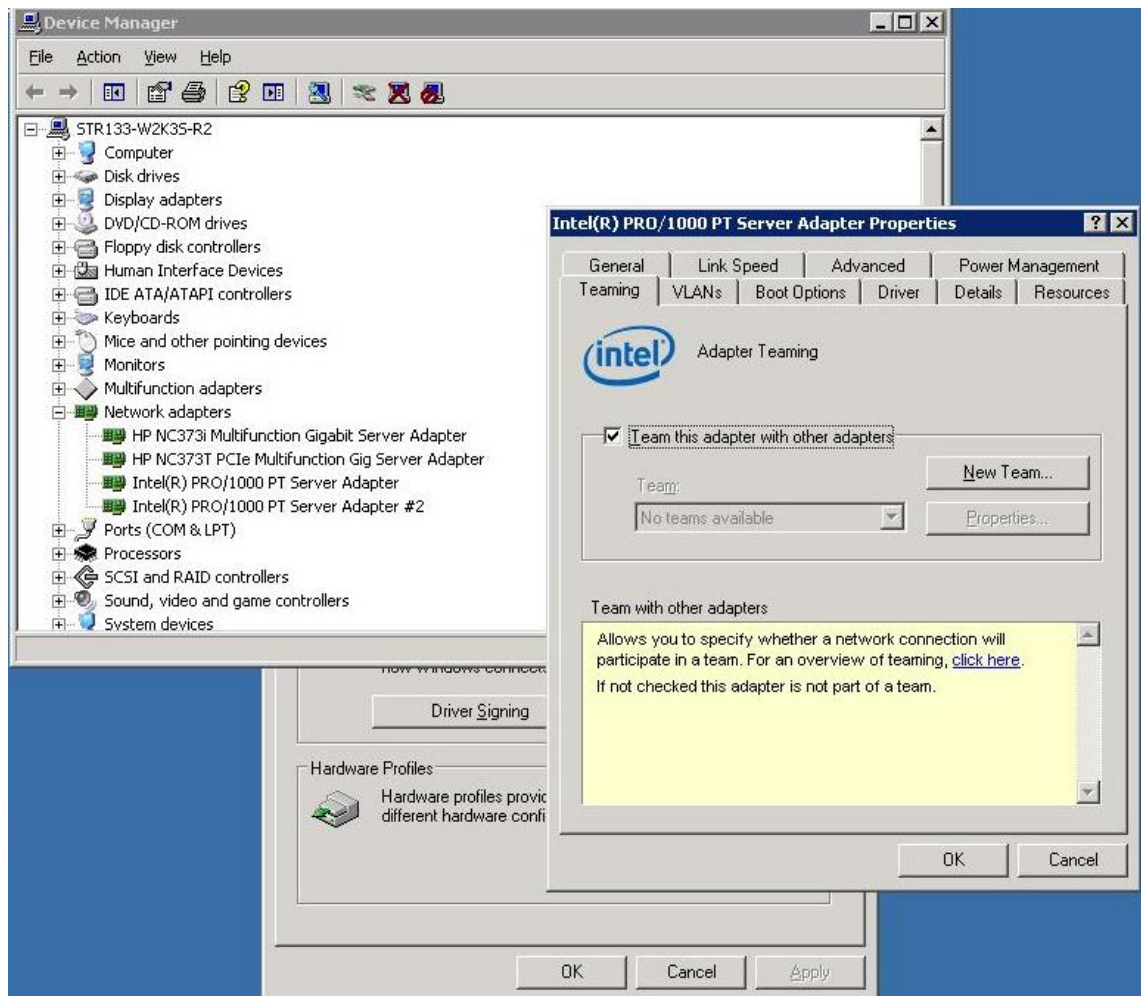 Device Manager
File Action View Help
STR133-W2K3S-R2
Computer
Disk drives
Display adapters
DVD/CD-ROM drives
Floppy disk controllers
Human Interface Devices
IDE ATA/ATAPI controllers
Keyboards
Mice and other pointing devices
Monitors
Multifunction adapters
Network adapters
HP NC373i Multifunction Gigabit Server Adapter
HP NC373T PCIe Multifunction Gig Server Adapter
Intel(R) PRO/1000 PT Server Adapter
Intel(R) PRO/1000 PT Server Adapter #2
Ports (COM & LPT)
Processors
SCSI and RAID controllers
Sound, video and game controllers
System devices
Intel(R) PRO/1000 PT Server Adapter Properties
General Link Speed Advanced Power Management
Teaming VLANs Boot Options Driver Details Resources
intel Adapter Teaming
Team this adapter with other adapters
New Team...
Team:
No teams available
Properties...
Team with other adapters
Allows you to specify whether a network connection will
participate in a team. For an overview of teaming, click here.
If not checked this adapter is not part of a team.
OK Cancel
how Windows
Driver Signing
Hardware Profiles
Hardware profiles
different hardware
OK Cancel Apply